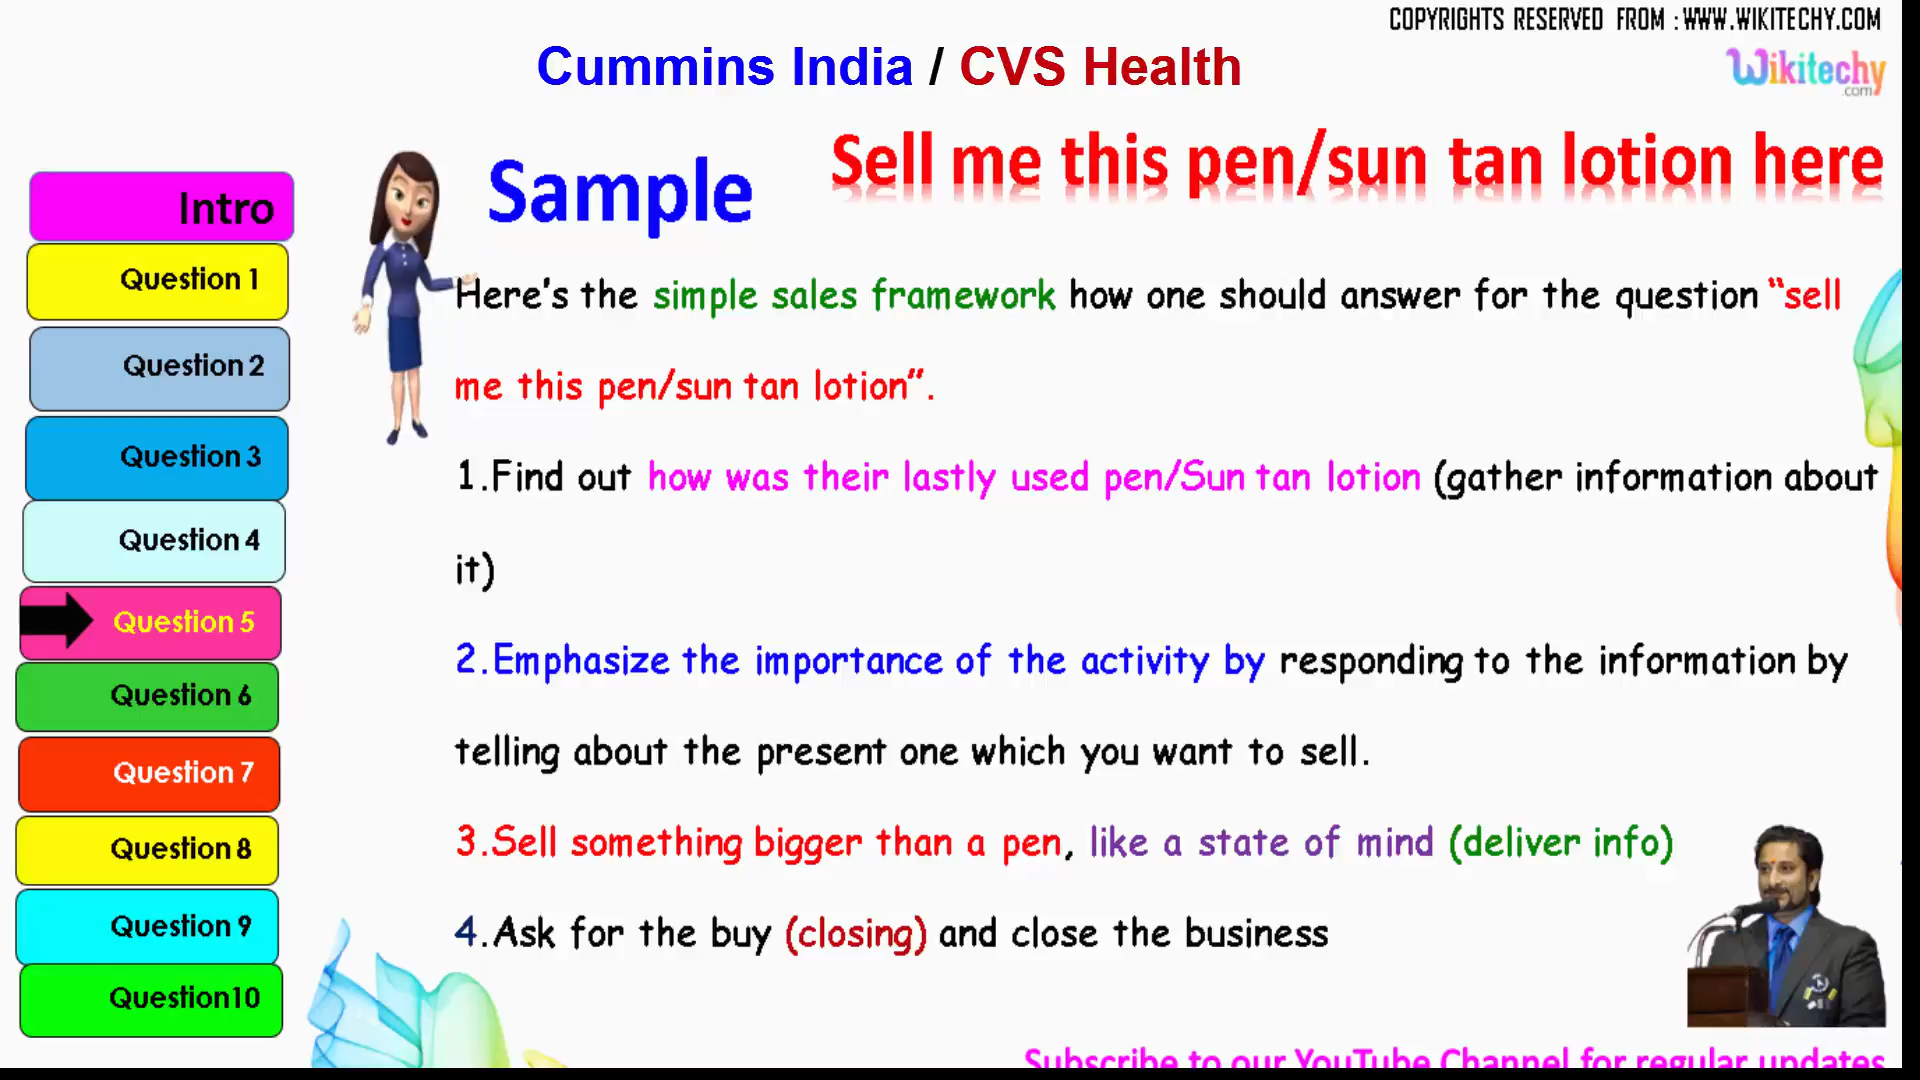 COPYRIGHTS RESERVED FROM : WWW.WIKITECHY.COM
Cummins India / CVS Health
Wikitechy
.com
Sample
Sell me this pen/sun tan lotion here
Intro
Question 1
Question 2
Question 3
Question 4
Question 5
Question 6
Question 7
Question 8
Question 9
Question10
Here’s the simple sales framework how one should answer for the question “sell
me this pen/sun tan lotion”.
1.Find out how was their lastly used pen/Sun tan lotion (gather information about
it)
2.Emphasize the importance of the activity by responding to the information by
telling about the present one which you want to sell.
3.Sell something bigger than a pen, like a state of mind (deliver info)
4.Ask for the buy (closing) and close the business
Subscribe to our YouTube Channel for regular updates